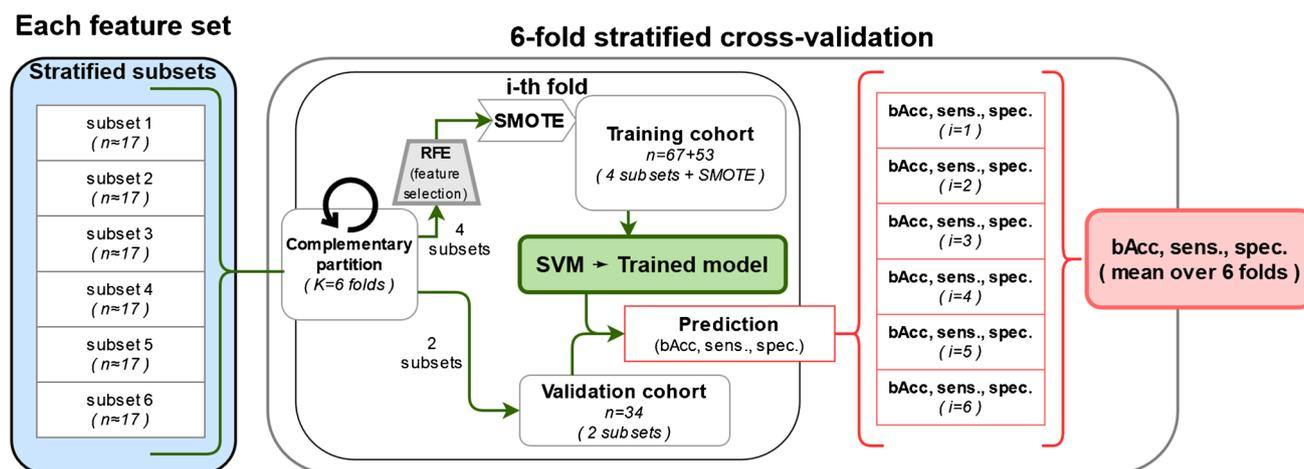 Each feature set
6-fold stratified cross-validation
Stratified subsets
subset 1
( n≈17 )
subset 2
( n≈17 )
subset 3
( n≈17 )
subset 4
( n≈17 )
subset 5
( n≈17 )
subset 6
( n≈17 )
i-th fold
Complementary
partition
( K=6 folds )
4
subsets
RFE
(feature
selection)
SMOTE
Training cohort
n=67+53
( 4 subsets + SMOTE )
SVM ➛ Trained model
2
subsets
Validation cohort
n=34
( 2 subsets )
Prediction
(bAcc, sens., spec.)
bAcc, sens., spec.
( i=1 )
bAcc, sens., spec.
( i=2 )
bAcc, sens., spec.
( i=3 )
bAcc, sens., spec.
( i=4 )
bAcc, sens., spec.
( i=5 )
bAcc, sens., spec.
( i=6 )
bAcc, sens., spec.
( mean over 6 folds )